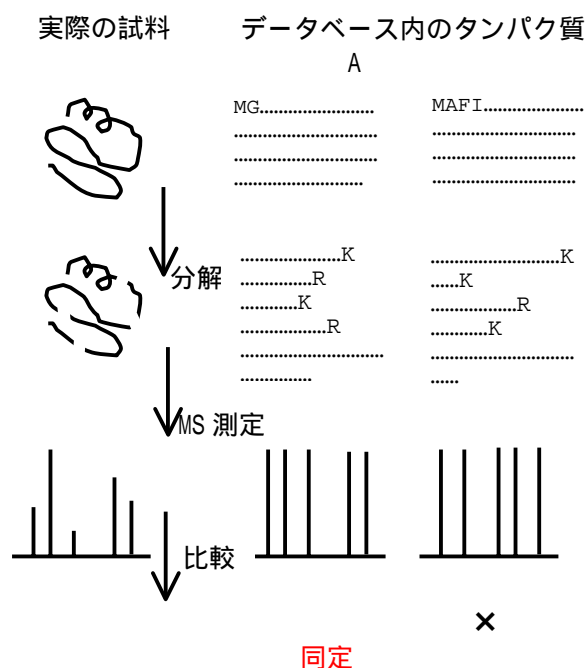 実際の試料
データベース内のタンパク質
A
MG.......................
.............................
.............................
..........................
MAFI....................
.............................
.............................
.............................
....................K
...............R
............K
..................R
.............................
...............
..........................K
......K
..................R
............K
.............................
......
分解
MS 測定
比較
×
同定